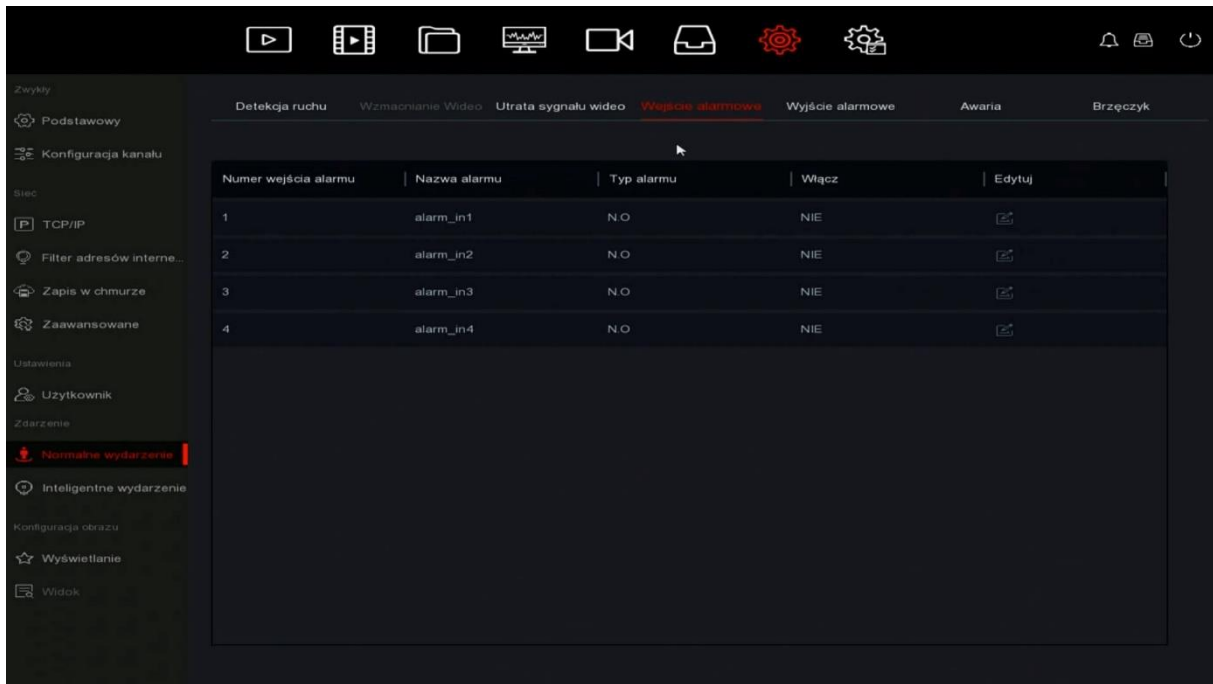 Zwykły
Podstawowy
Konfiguracja kanału
Sieć
TCP/IP
Filter adresów interne...
Zapis w chmurze
Zaawansowane
Ustawienia
Użytkownik
Zdarzenie
Normalne wydarzenie
Inteligentne wydarzenie
Konfiguracja obrazu
Wyświetlanie
Widok
Detekcja ruchu Wzmacnianie Wideo Utrata sygnału wideo Wejście alarmowe Wyjście alarmowe Awaria Brzęczyk
Numer wejścia alarmu Nazwa alarmu Typ alarmu Włącz Edytuj
1 alarm_in1 N.O NIE
2 alarm_in2 N.O NIE
3 alarm_in3 N.O NIE
4 alarm_in4 N.O NIE